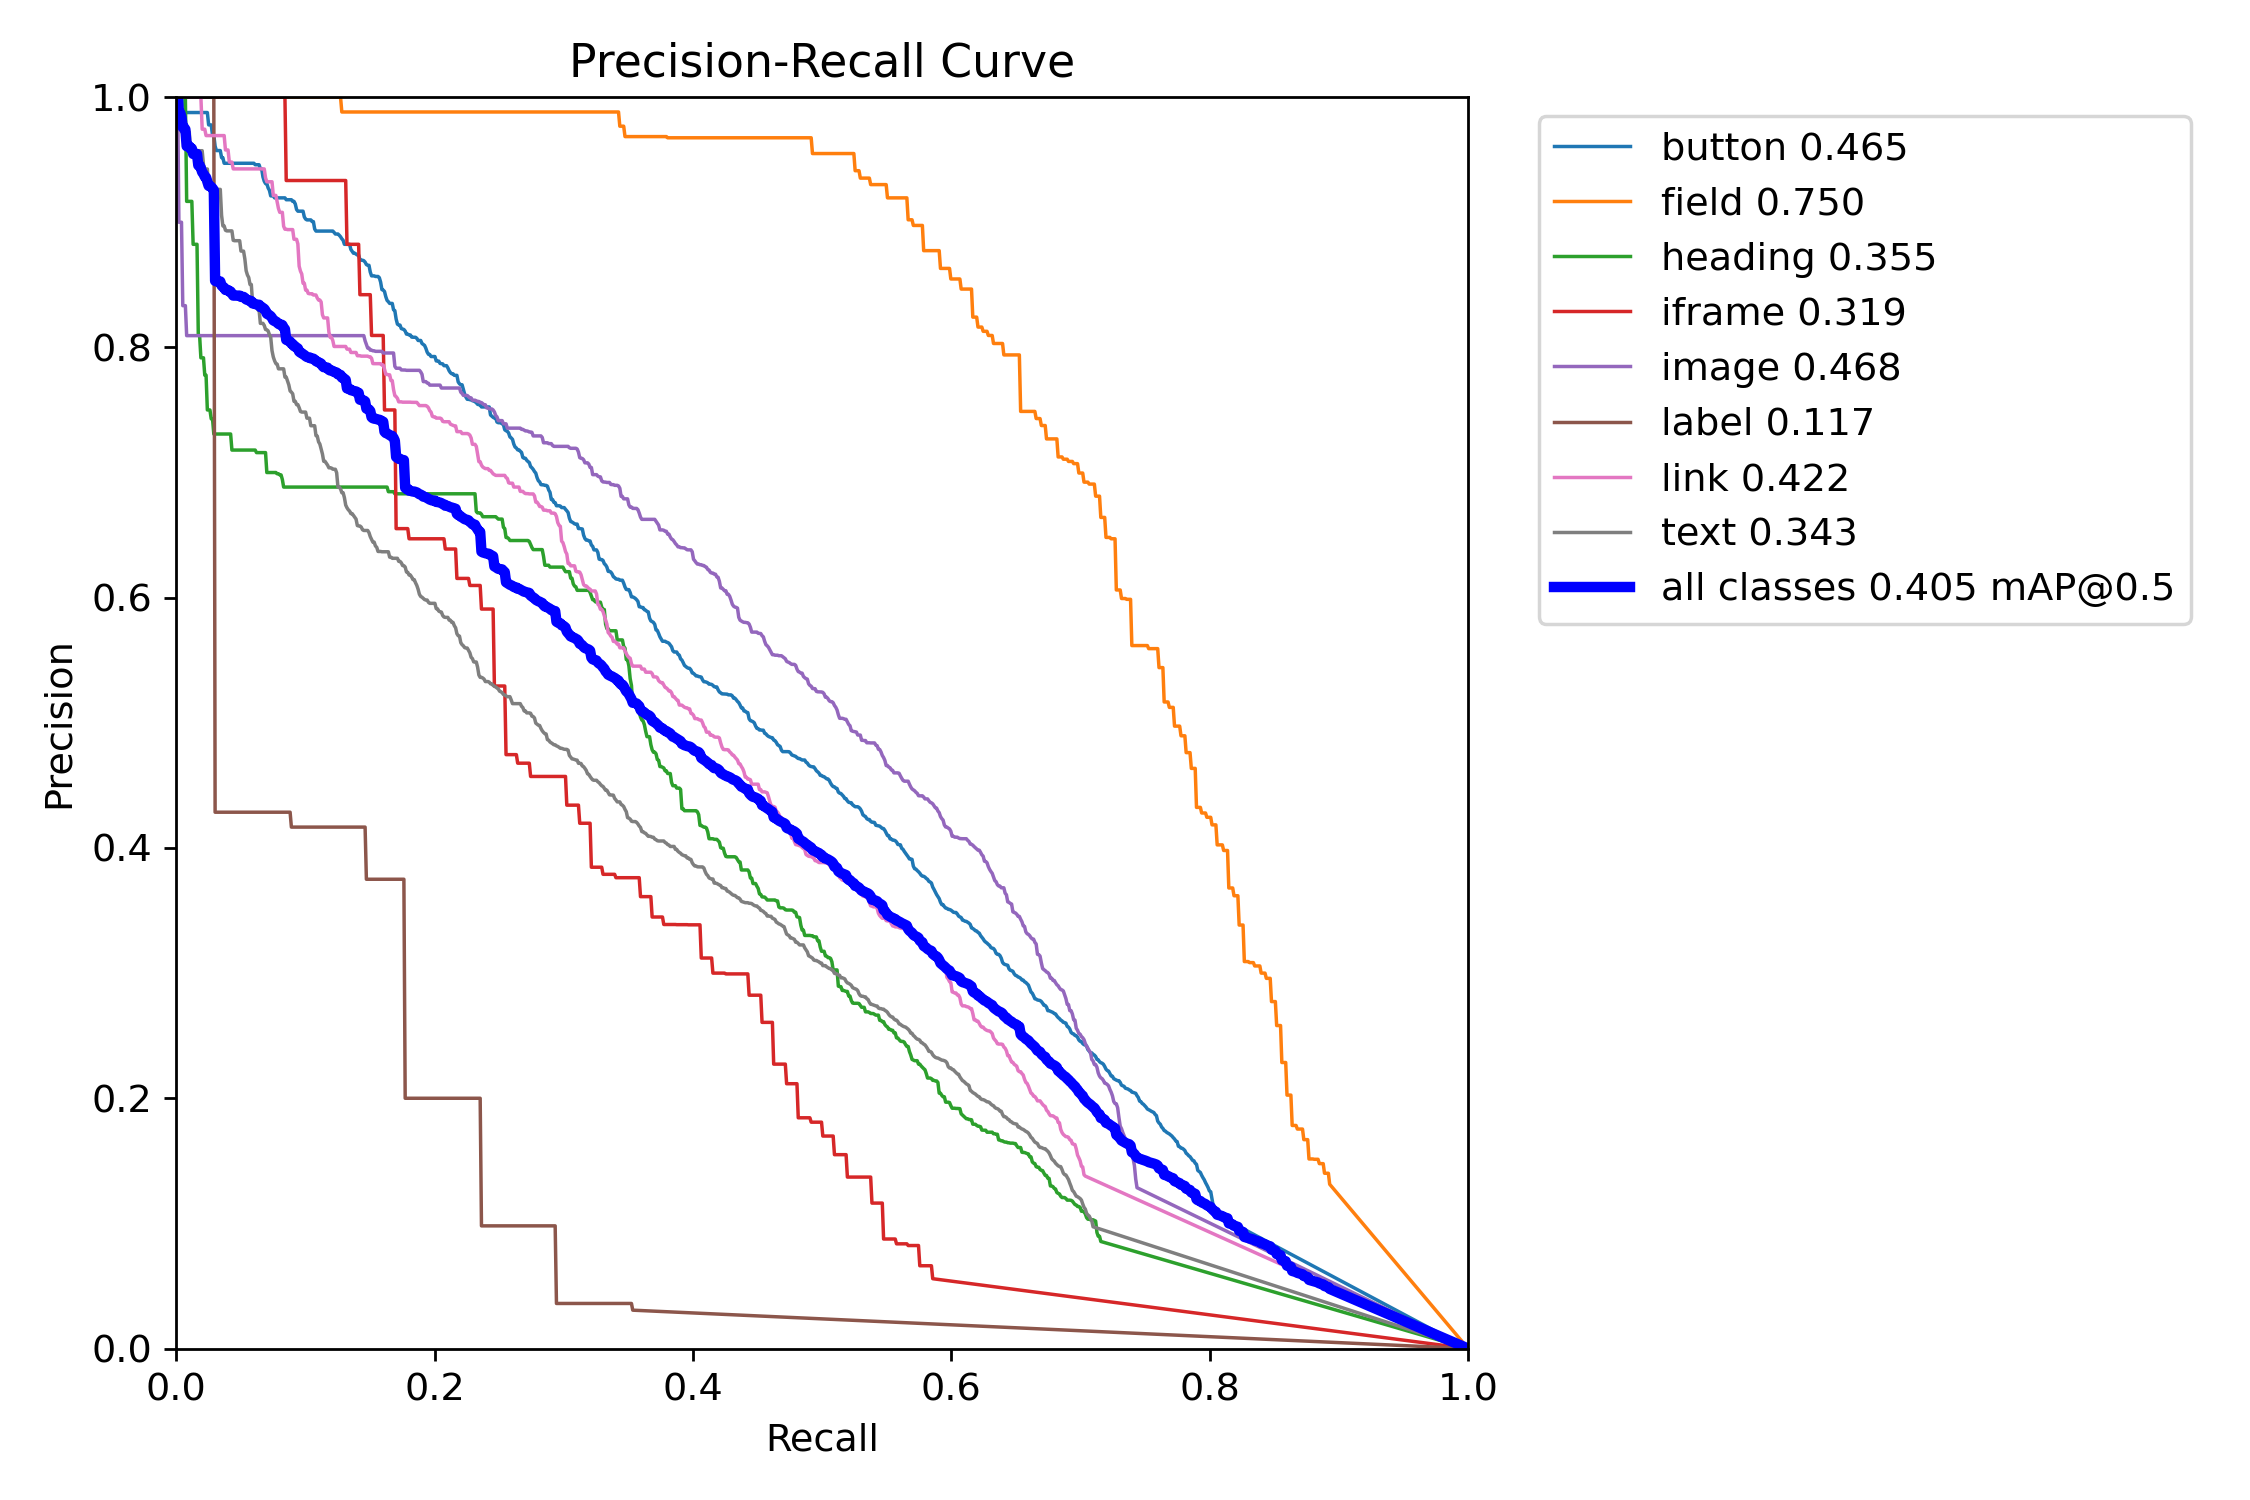 Precision-Recall Curve
1.0
0.8
0.6
0.4
0.2
0.0
Precision
0.0 0.2 0.4 0.6 0.8 1.0
Recall
button 0.465
field 0.750
heading 0.355
iframe 0.319
image 0.468
label 0.117
link 0.422
text 0.343
all classes 0.405 mAP@0.5